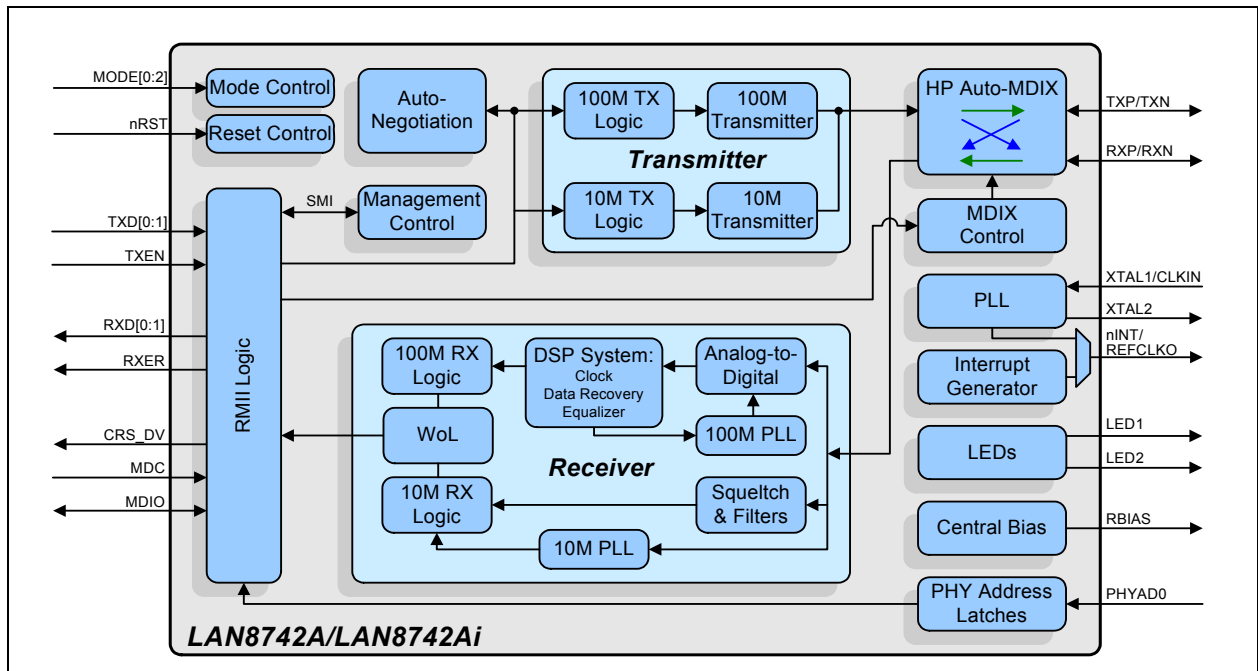 MODE[0:2]
nRST
TXD[0:1]
TXEN
RXD[0:1]
RXER
CRS_DV
MDC
MDIO
Mode Control
Reset Control
Auto-
Negotiation
SMI
Management
Control
RMII Logic
100M TX
Logic
100M
Transmitter
Transmitter
10M TX
Logic
10M
Transmitter
100M RX
Logic
DSP System:
Clock
Data Recovery
Equalizer
Analog-to-
Digital
100M PLL
WoL
Receiver
10M RX
Logic
Squeltch
& Filters
10M PLL
HP Auto-MDIX
MDIX
Control
PLL
Interrupt
Generator
LEDs
Central Bias
PHY Address
Latches
TXP/TXN
RXP/RXN
XTAL1/CLKIN
XTAL2
nINT/
REFCLKO
LED1
LED2
RBIAS
PHYAD0
LAN8742A/LAN8742Ai